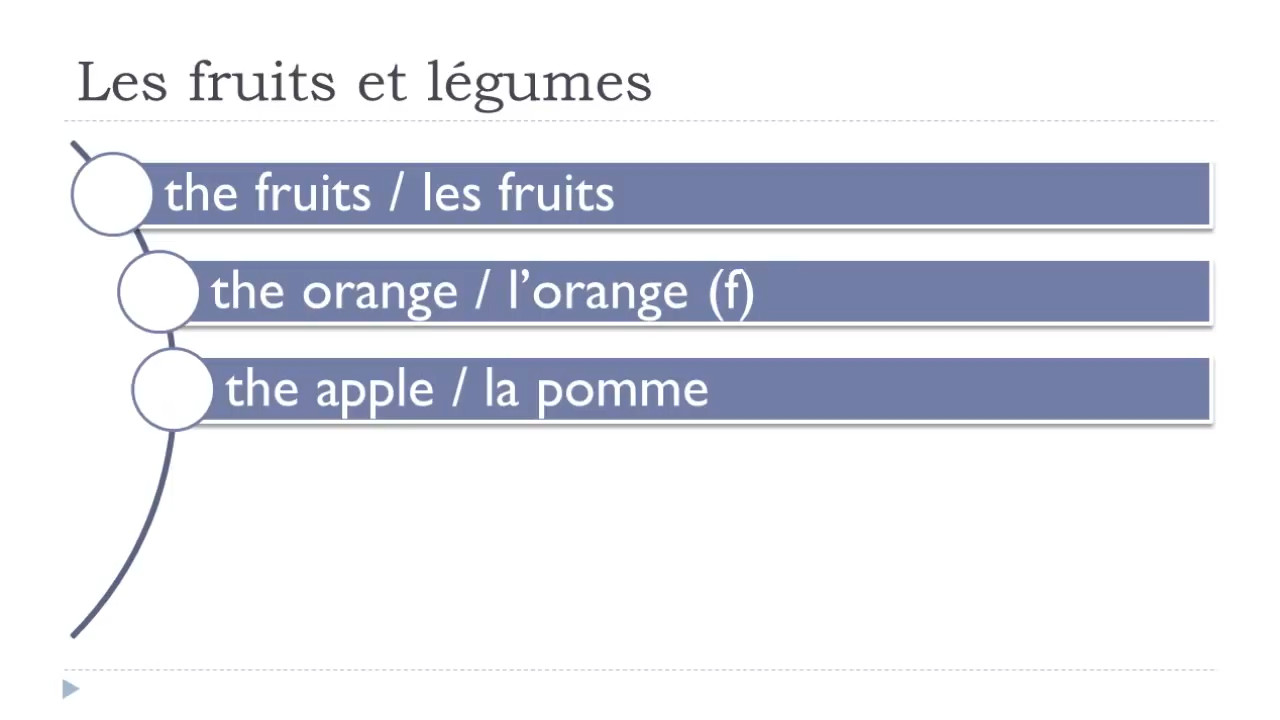 Les fruits et légumes
the fruits / les fruits
the orange / l’orange (f)
the apple / la pomme